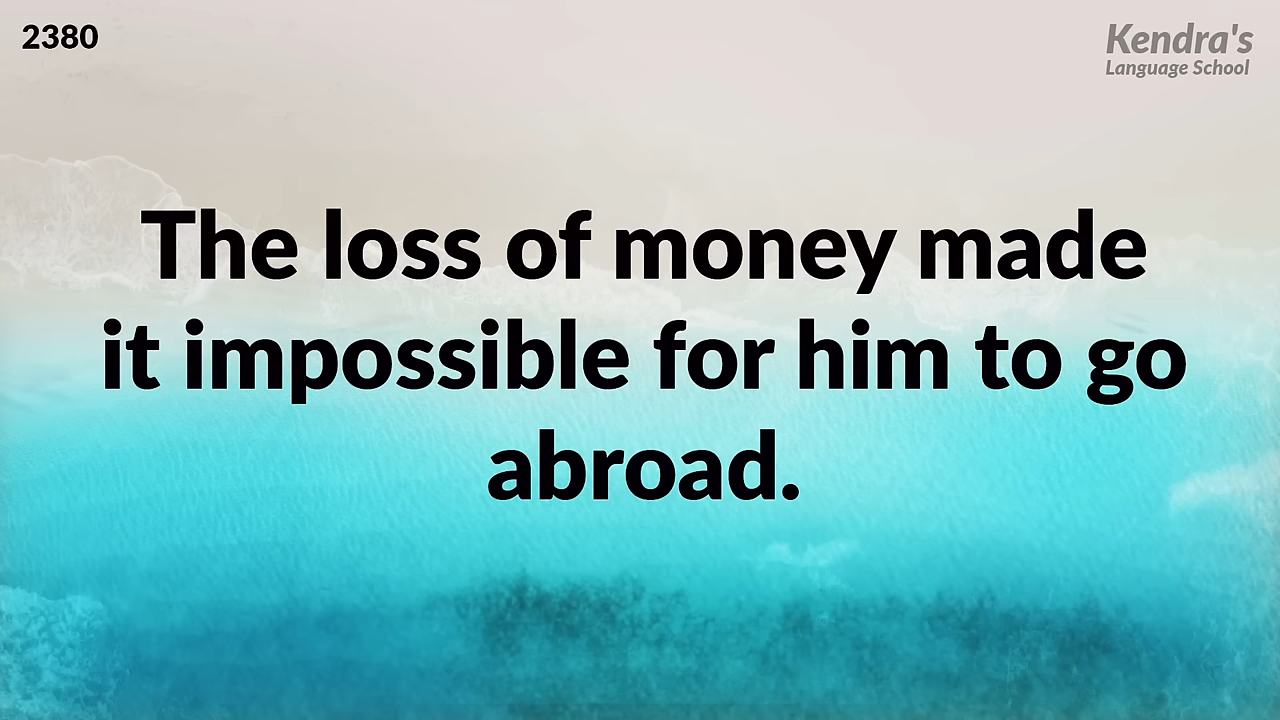 2380
Kendra's
Language School
The loss of money made
it impossible for him to go
abroad.